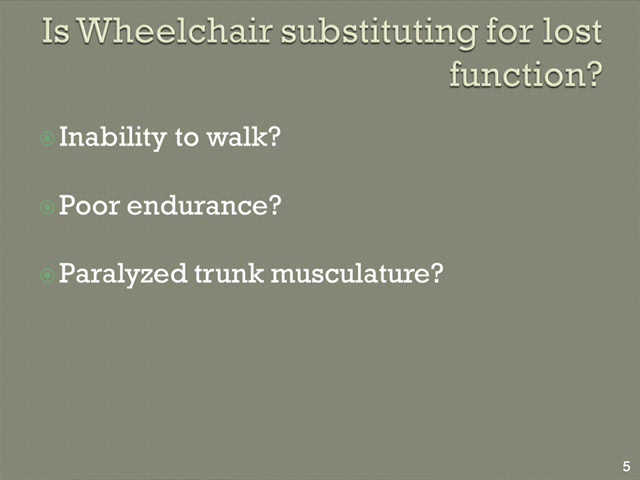 Is Wheelchair substituting for lost
function?
Inability to walk?
Poor endurance?
Paralyzed trunk musculature?
5